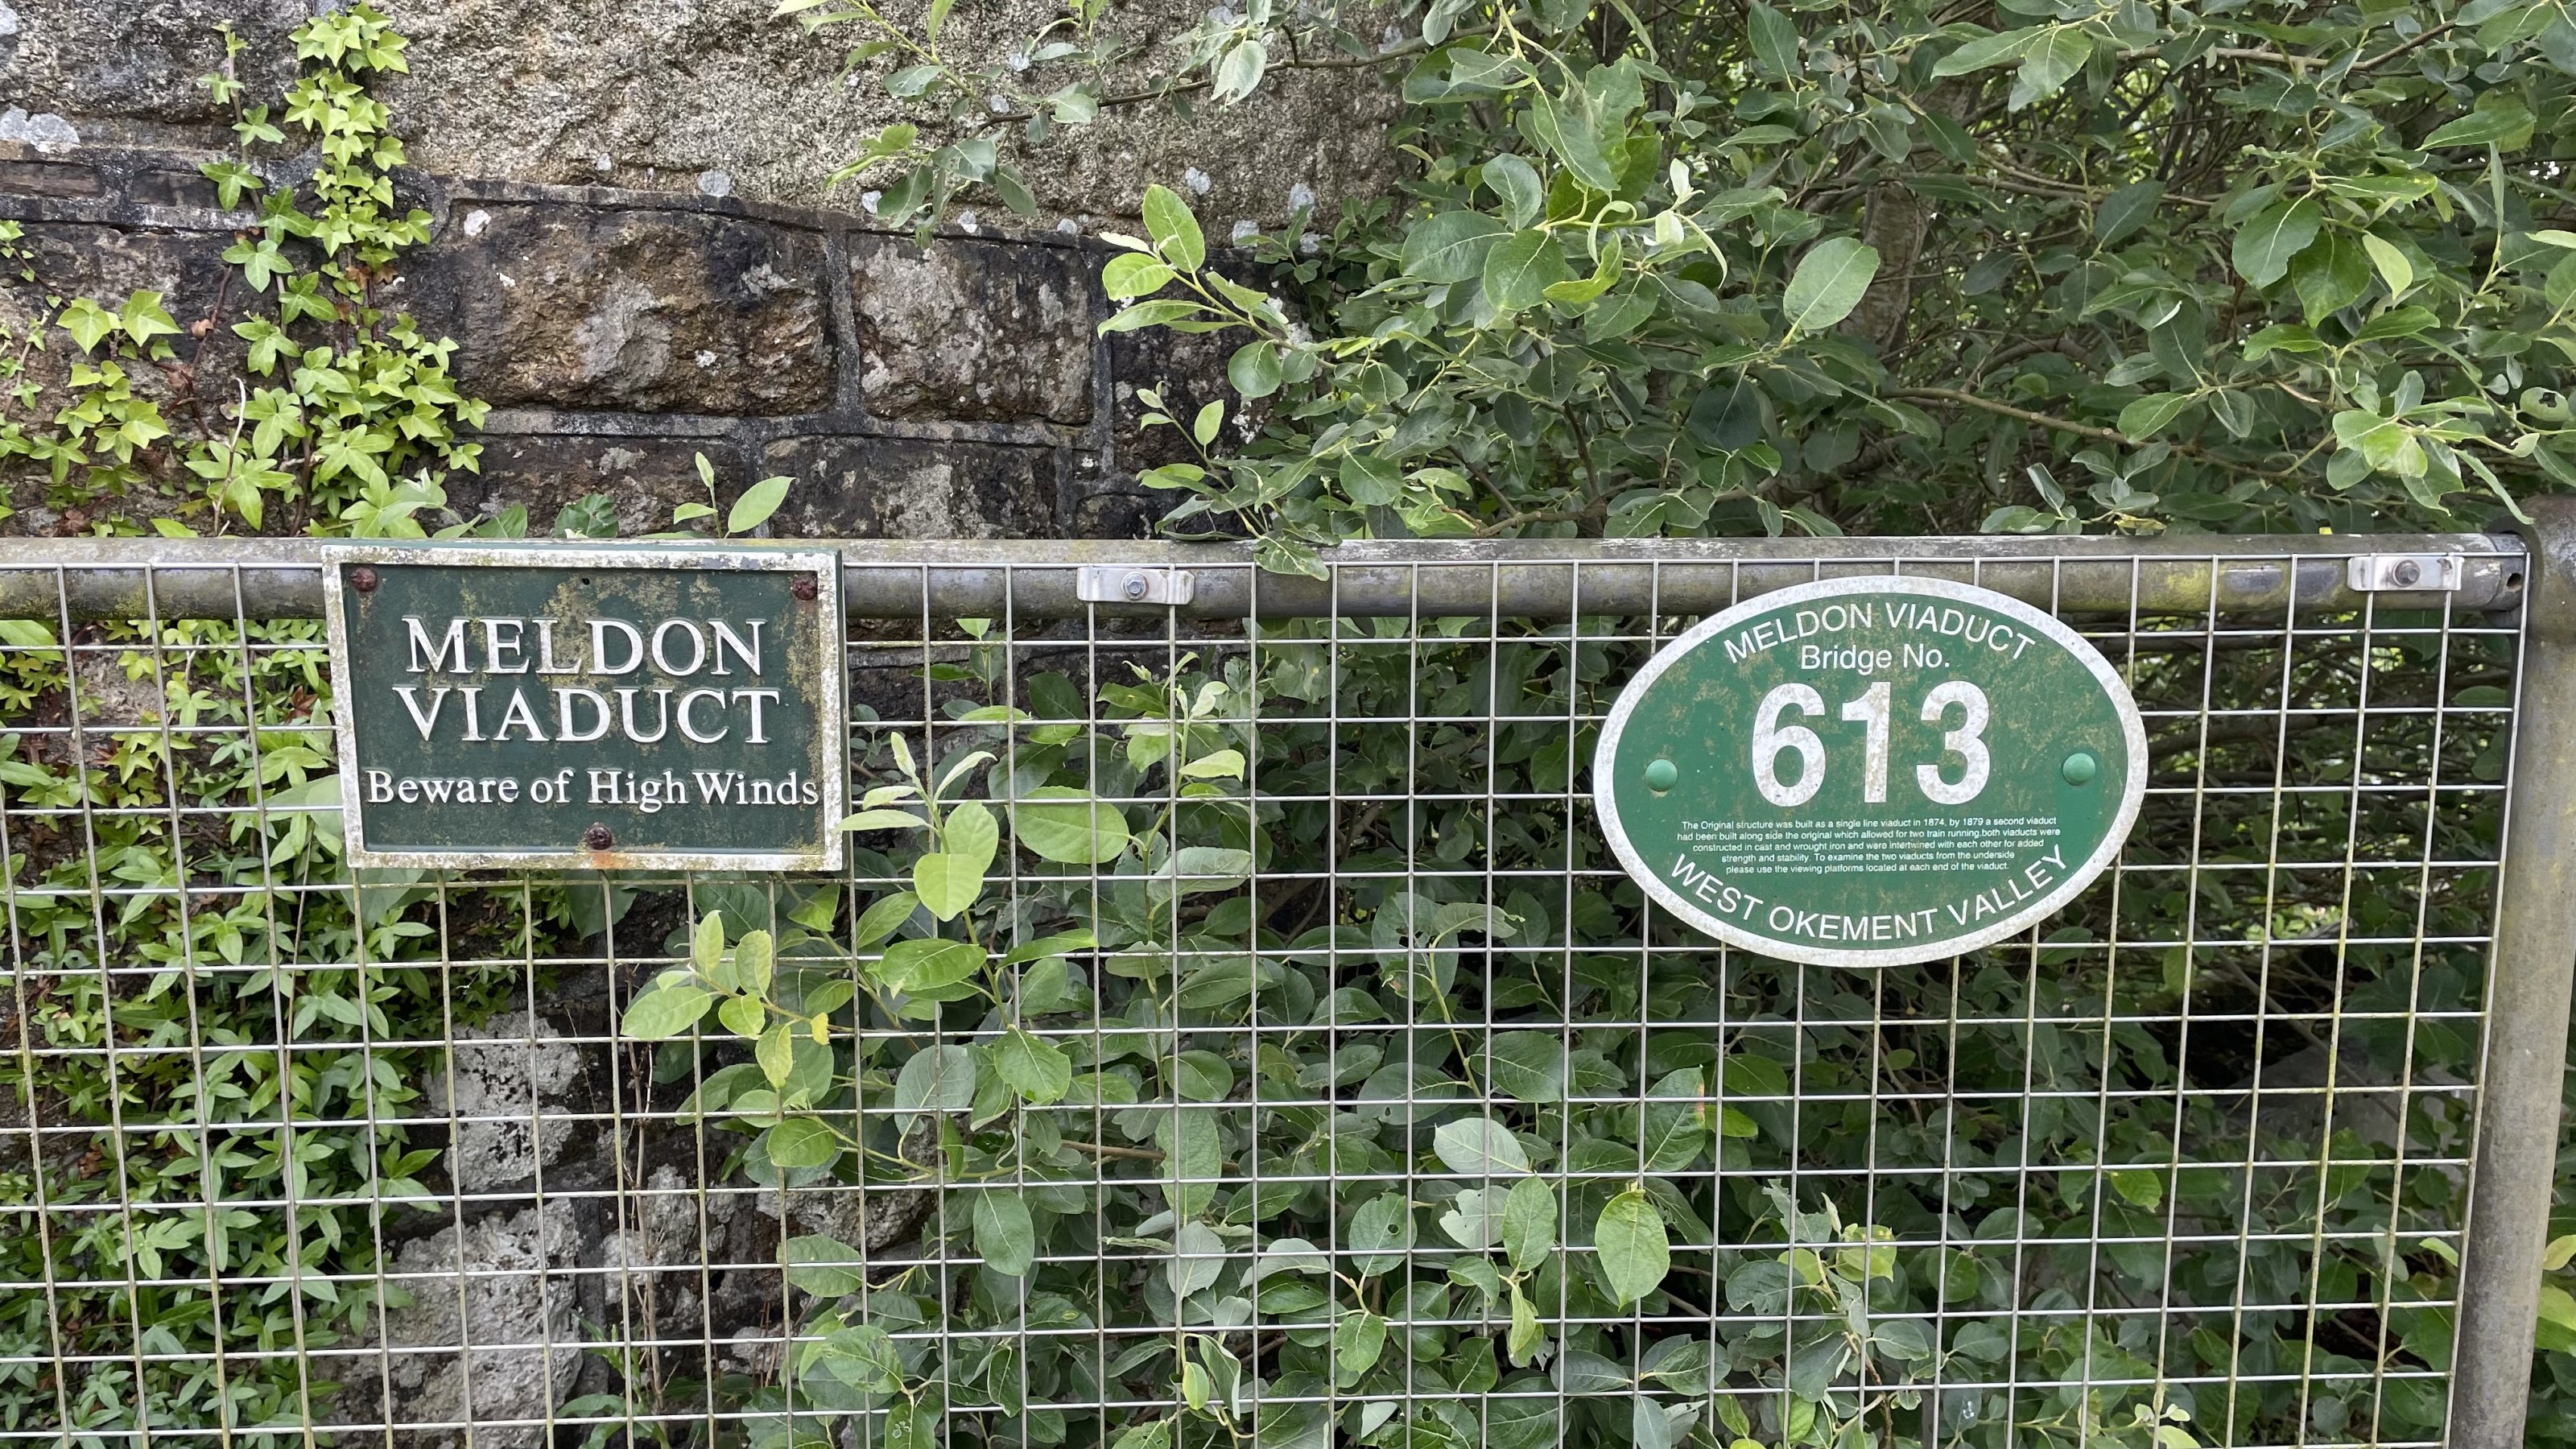 MELDON
VIADUCT
Beware of High Winds
MELDON VIADUCT
Bridge No.
613
The Original structure was built as a single line viaduct in 1874, by 1879 a second viaduct
had been built along side the original which allowed for two train running,both viaducts were
constructed in cast and wrought iron and were intertwined with each other for added
strength and stability. To examine the two viaducts from the underside
please use the viewing platforms located at each end of the viaduct.
WEST OKEMENT VALLEY